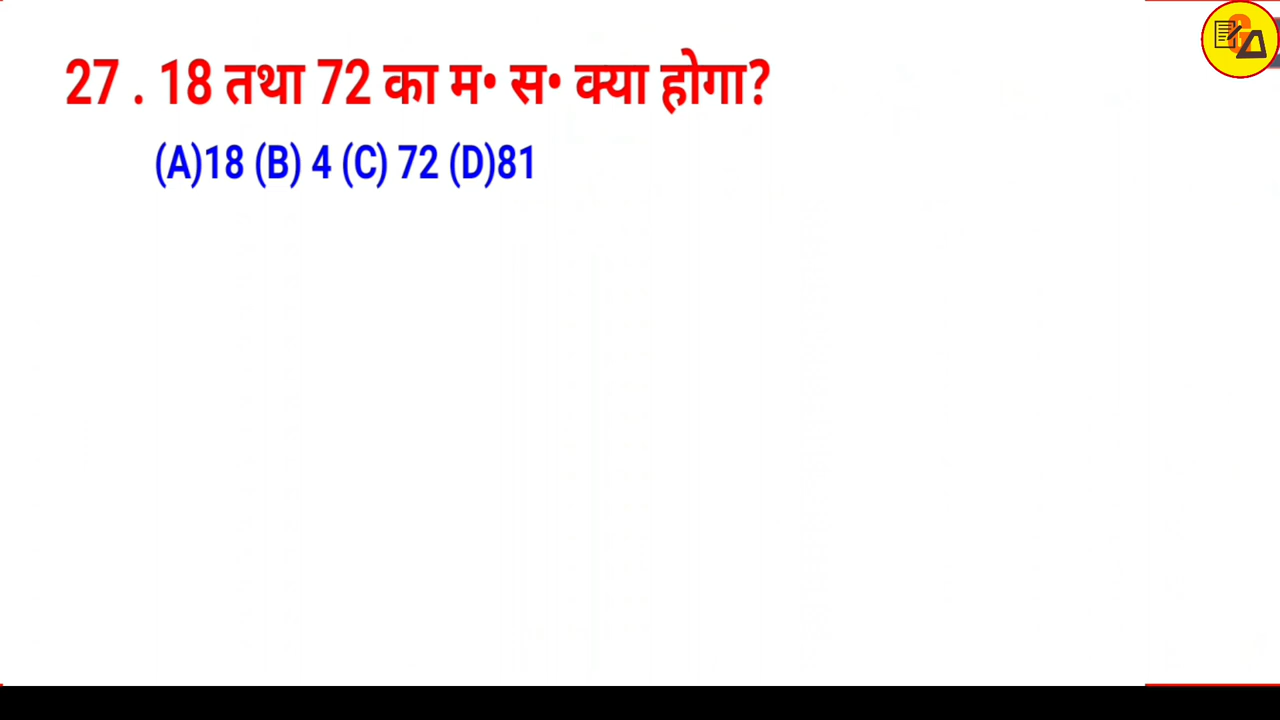 27 . 18 तथा 72 का म• स• क्या होगा?
(A)18 (B) 4 (C) 72 (D)81